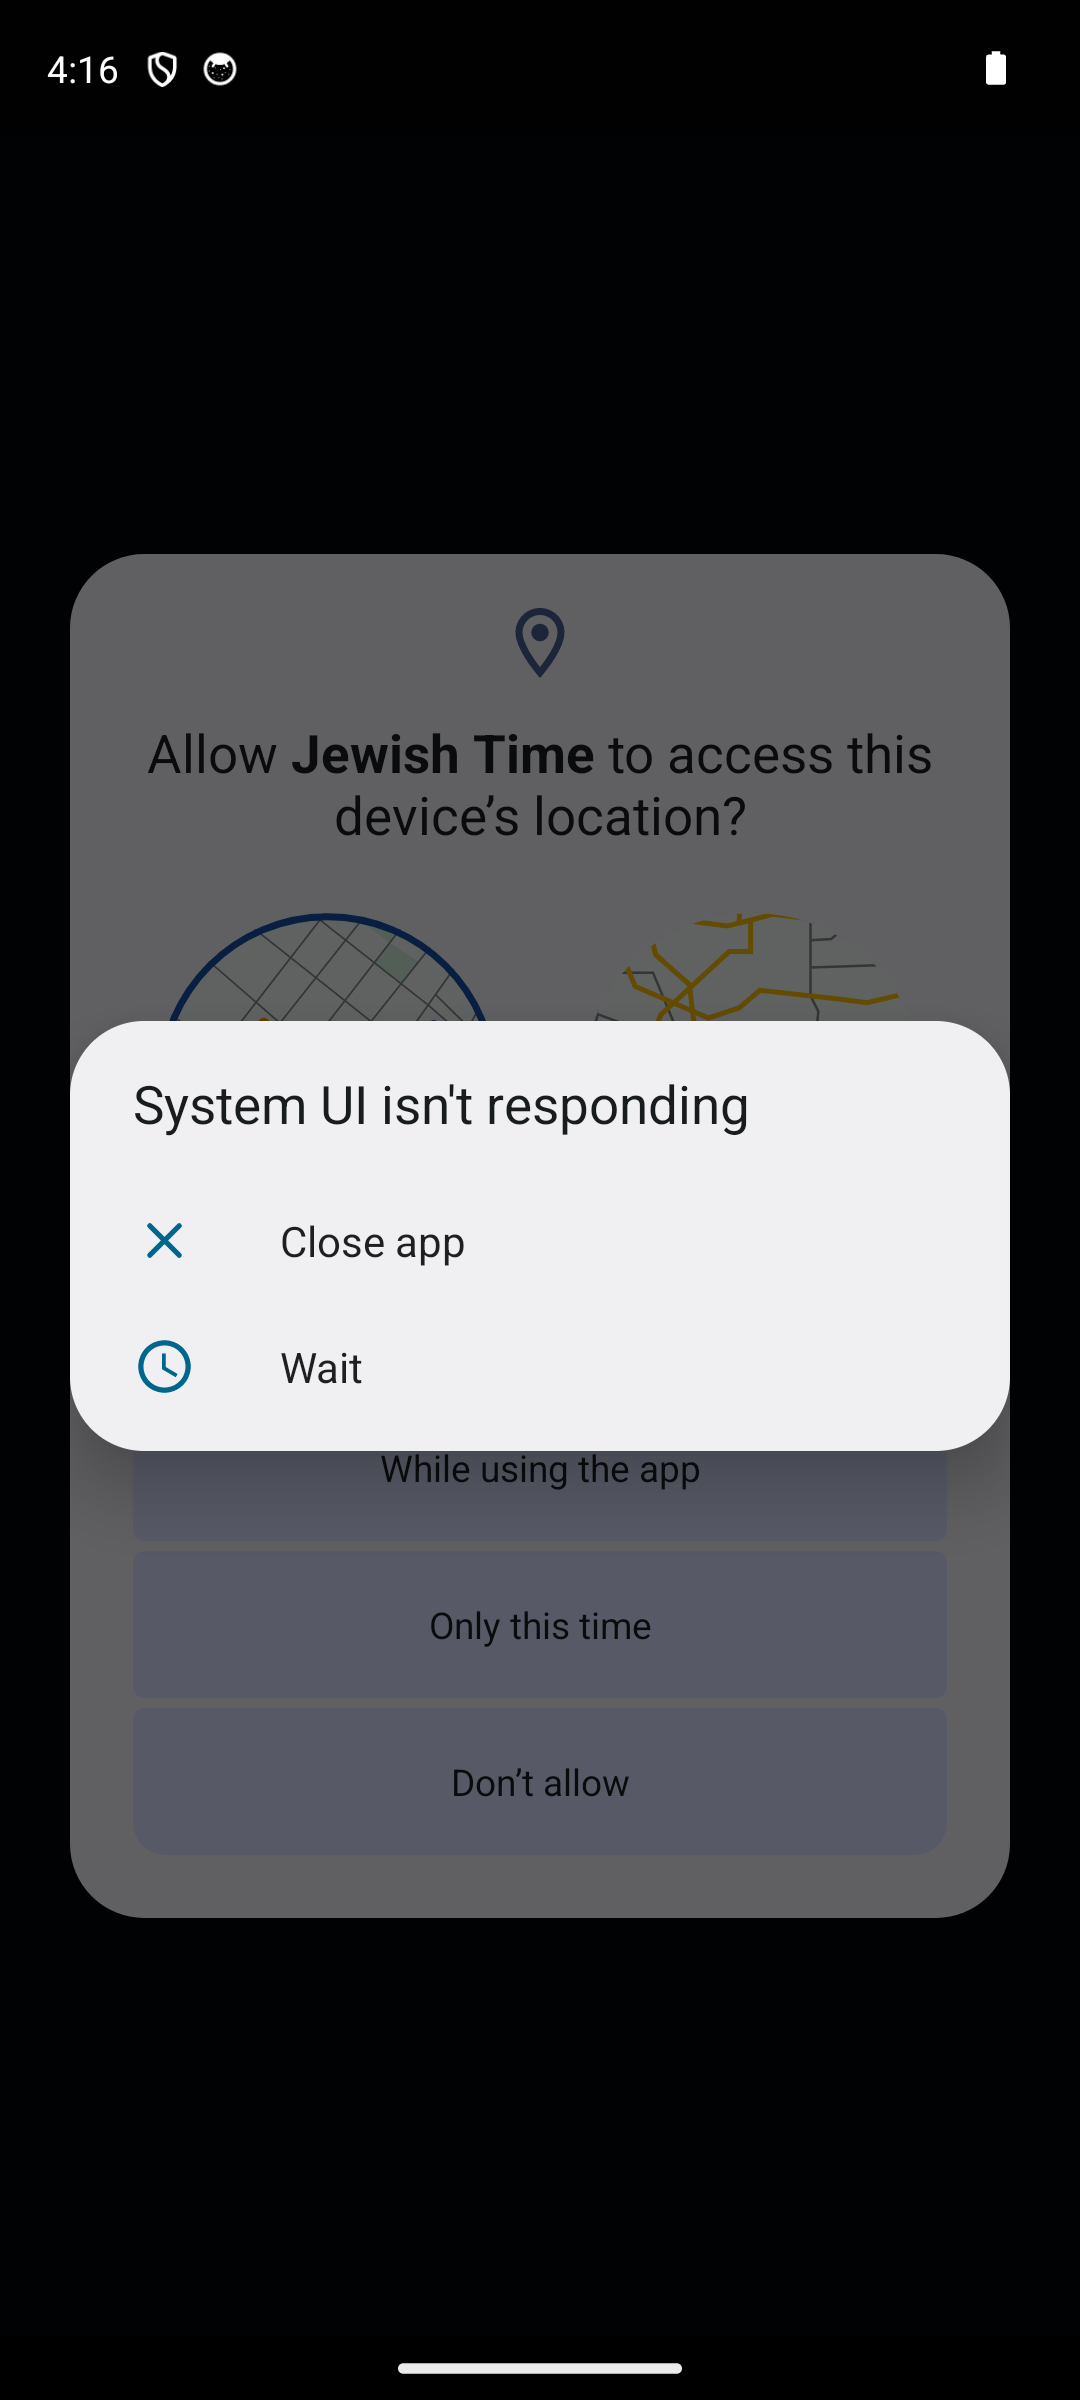 4:16
Allow Jewish Time to access this
device’s location?
System UI isn't responding
Close app
Wait
While using the app
Only this time
Don’t allow